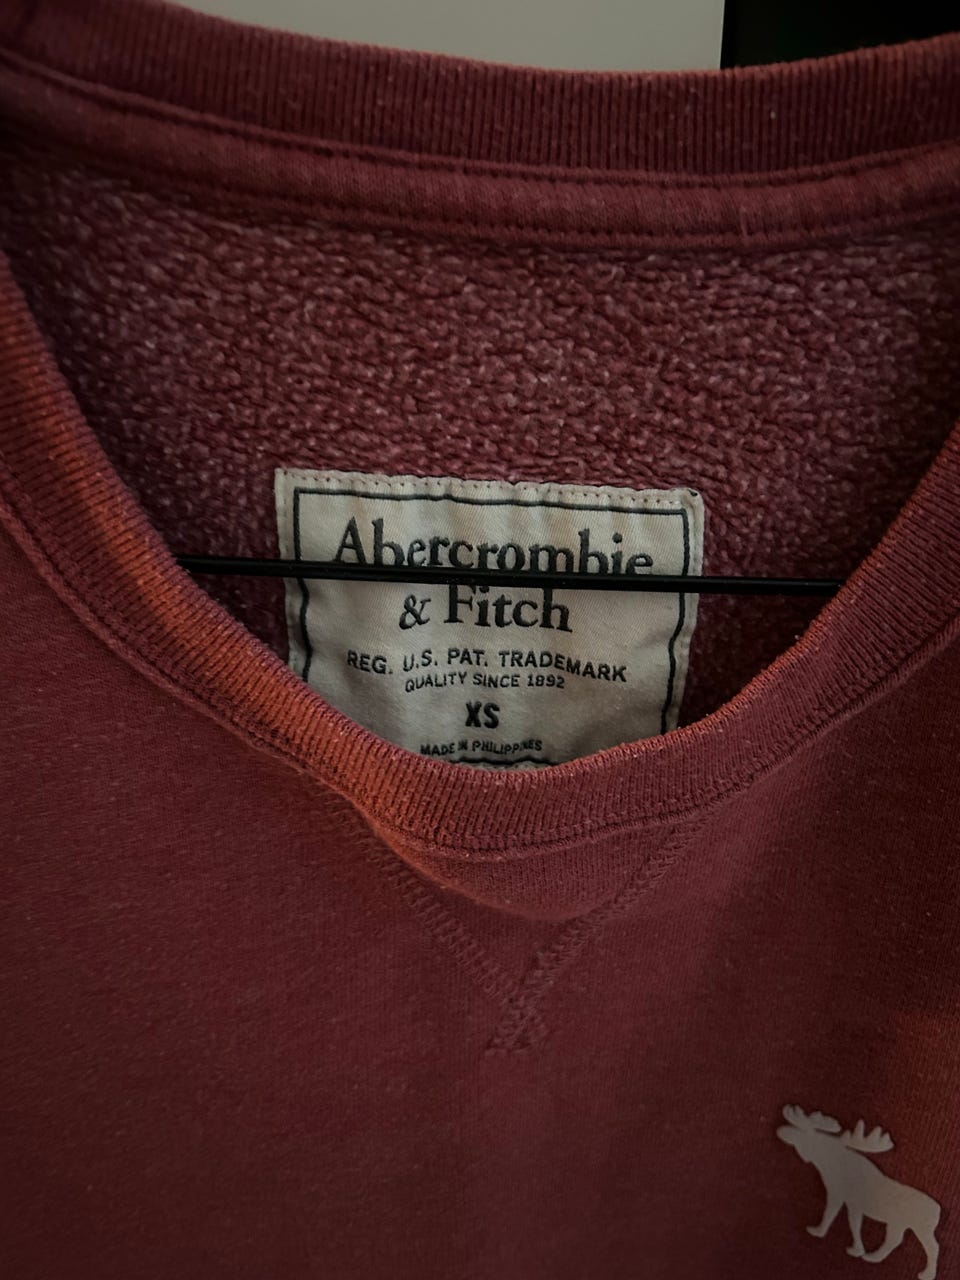 Abercrombie
& Fitch
REG. U.S. PAT. TRADEMARK
QUALITY SINCE 1892
XS
MADE IN PHILIPPINES